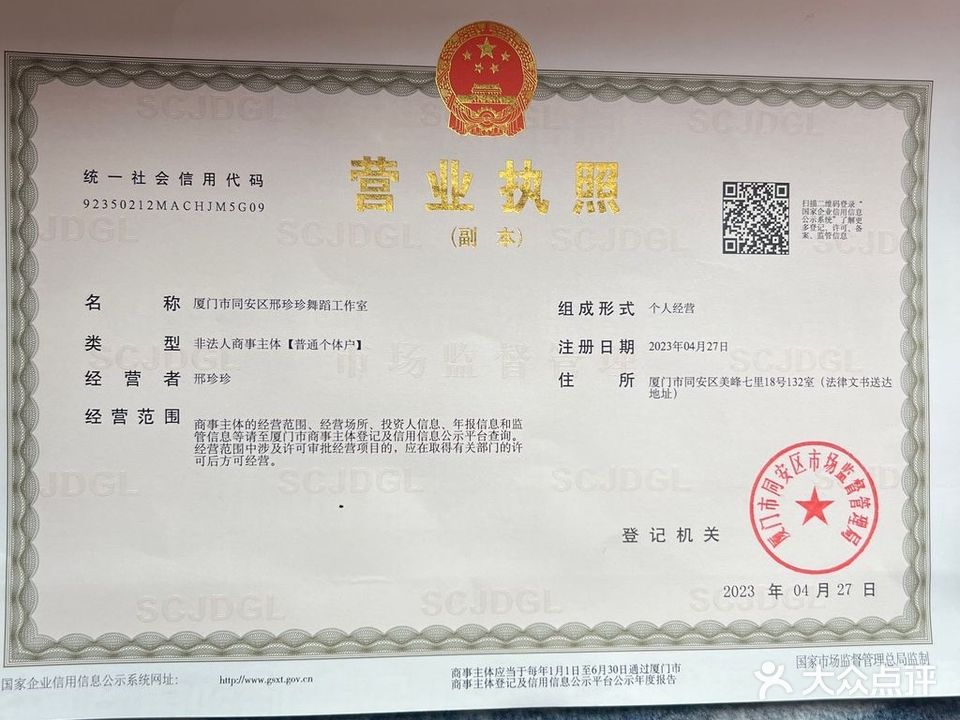 营业执照
(副 本)
统一社会信用代码
92350212MACHJM5G09
扫描二维码登录“
国家企业信用信息
公示系统”了解更
多登记、许可、备
案、监管信息
名 称 厦门市同安区邢珍珍舞蹈工作室
类 型 非法人商事主体【普通个体户】
经 营 者 邢珍珍
经营范围 商事主体的经营范围、经营场所、投资人信息、年报信息和监
管信息等请至厦门市商事主体登记及信用信息公示平台查询。
经营范围中涉及许可审批经营项目的，应在取得有关部门的许
可后方可经营。
组成形式 个人经营
注册日期 2023年04月27日
住 所 厦门市同安区美峰七里18号132室（法律文书送达
地址）
登记机关
厦门市同安区市场监督管理局
2023 年 04 月 27 日
SCJDGL
市场监督管理
国家企业信用信息公示系统网址: http://www.gsxt.gov.cn
商事主体应当于每年1月1日至6月30日通过厦门市
商事主体登记及信用信息公示平台公示年度报告
国家市场监督管理总局监制
大众点评